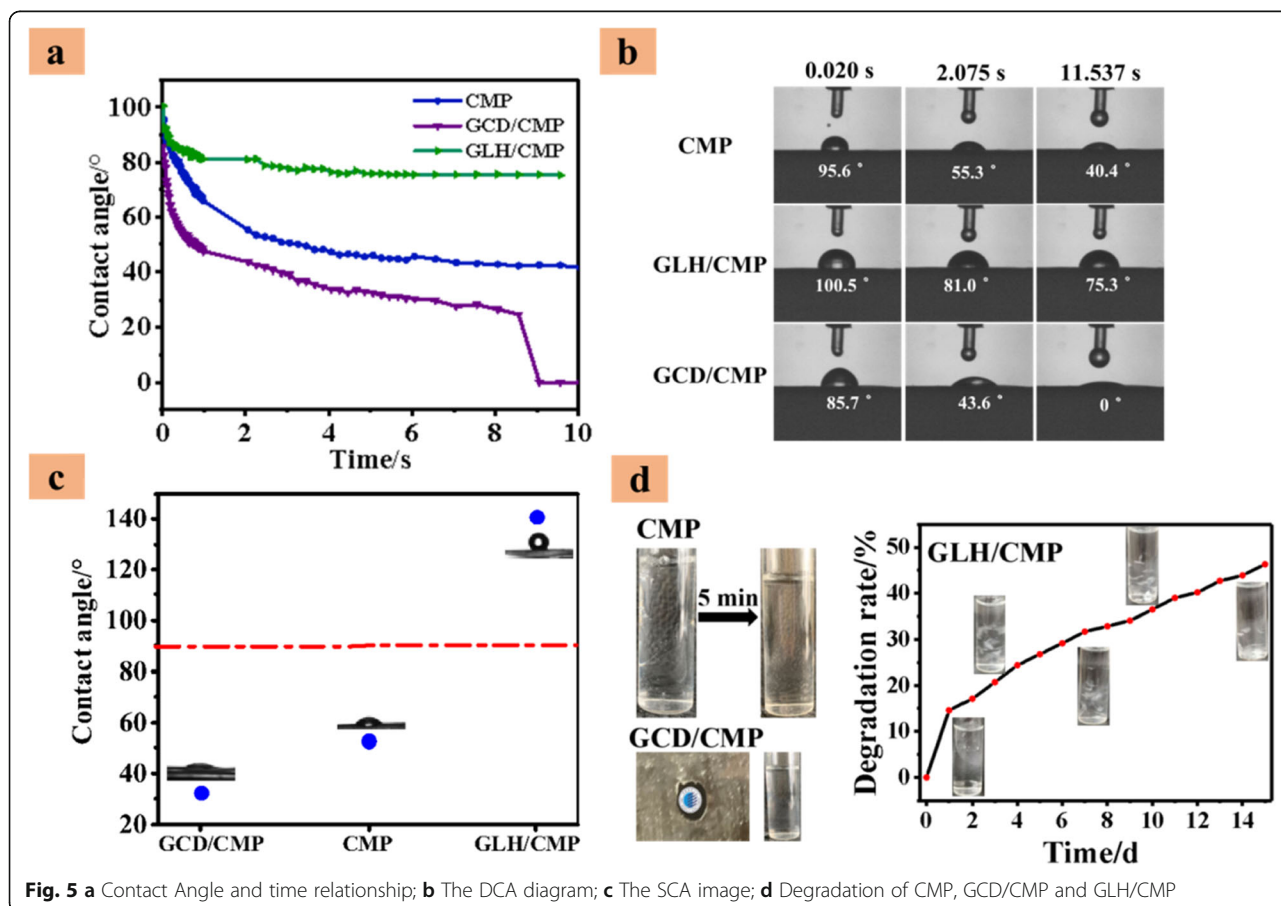 a
100
80
60
40
20
0
Contact angle/°
0 2 4 6 8 10
Time/s
CMP
GCD/CMP
GLH/CMP
b
0.020 s 2.075 s 11.537 s
CMP
95.6 ° 55.3 ° 40.4 °
GLH/CMP
100.5 ° 81.0 ° 75.3 °
GCD/CMP
85.7 ° 43.6 ° 0 °
c
140
120
100
80
60
40
20
Contact angle/°
GCD/CMP CMP GLH/CMP
d
CMP
5 min
GCD/CMP
GLH/CMP
50
40
30
20
10
0
Degradation rate/%
0 2 4 6 8 10 12 14
Time/d
Fig. 5 a Contact Angle and time relationship; b The DCA diagram; c The SCA image; d Degradation of CMP, GCD/CMP and GLH/CMP